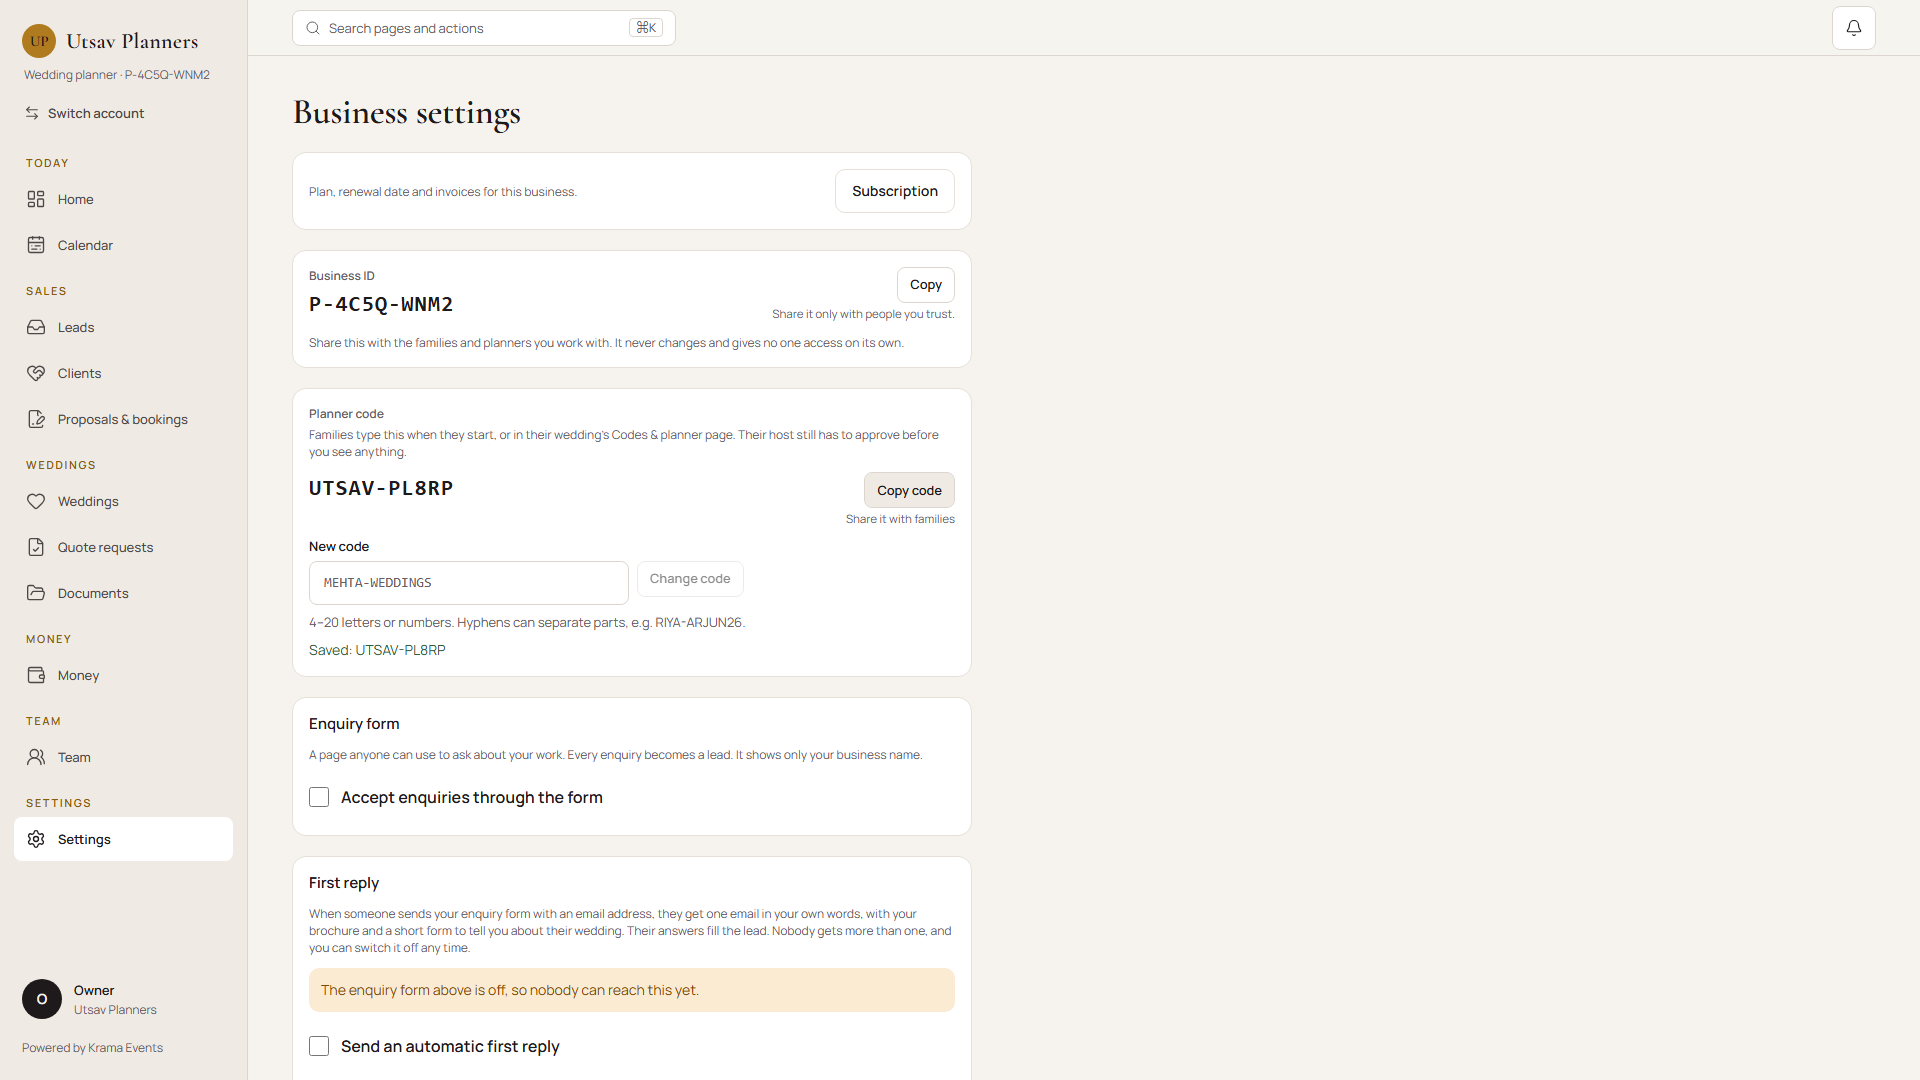 UP Utsav Planners
Wedding planner · P-4C5Q-WNM2
Switch account
TODAY
Home
Calendar
SALES
Leads
Clients
Proposals & bookings
WEDDINGS
Weddings
Quote requests
Documents
MONEY
Money
TEAM
Team
SETTINGS
Settings
O
Owner
Utsav Planners
Powered by Krama Events
Search pages and actions ⌘K
Business settings
Plan, renewal date and invoices for this business.
Subscription
Business ID
P-4C5Q-WNM2
Copy
Share it only with people you trust.
Share this with the families and planners you work with. It never changes and gives no one access on its own.
Planner code
Families type this when they start, or in their wedding's Codes & planner page. Their host still has to approve before
you see anything.
UTSAV-PL8RP
Copy code
Share it with families
New code
MEHTA-WEDDINGS
Change code
4–20 letters or numbers. Hyphens can separate parts, e.g. RIYA-ARJUN26.
Saved: UTSAV-PL8RP
Enquiry form
A page anyone can use to ask about your work. Every enquiry becomes a lead. It shows only your business name.
Accept enquiries through the form
First reply
When someone sends your enquiry form with an email address, they get one email in your own words, with your
brochure and a short form to tell you about their wedding. Their answers fill the lead. Nobody gets more than one, and
you can switch it off any time.
The enquiry form above is off, so nobody can reach this yet.
Send an automatic first reply